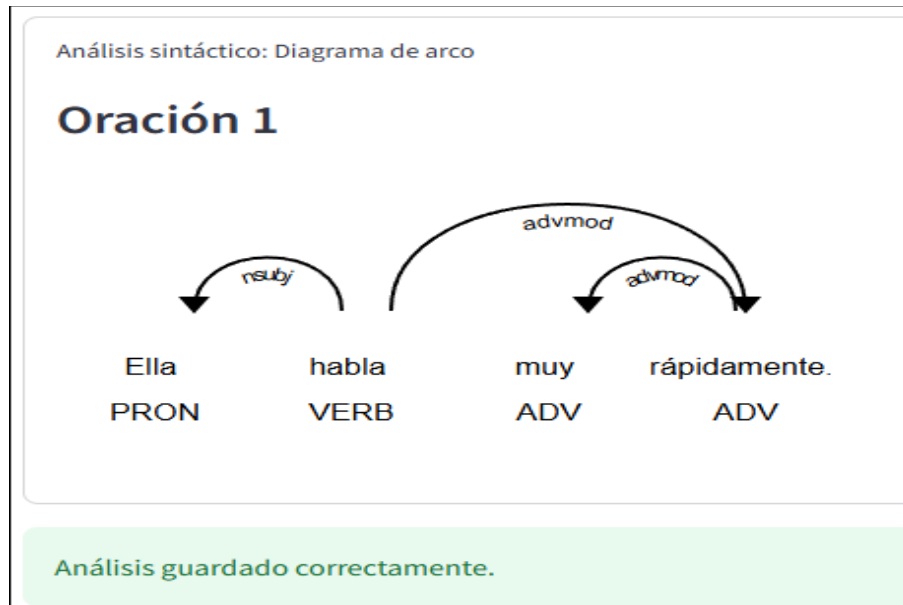 Análisis sintáctico: Diagrama de arco
Oración 1
advmod
nsubj advmod
Ella habla muy rápidamente.
PRON VERB ADV ADV
Análisis guardado correctamente.